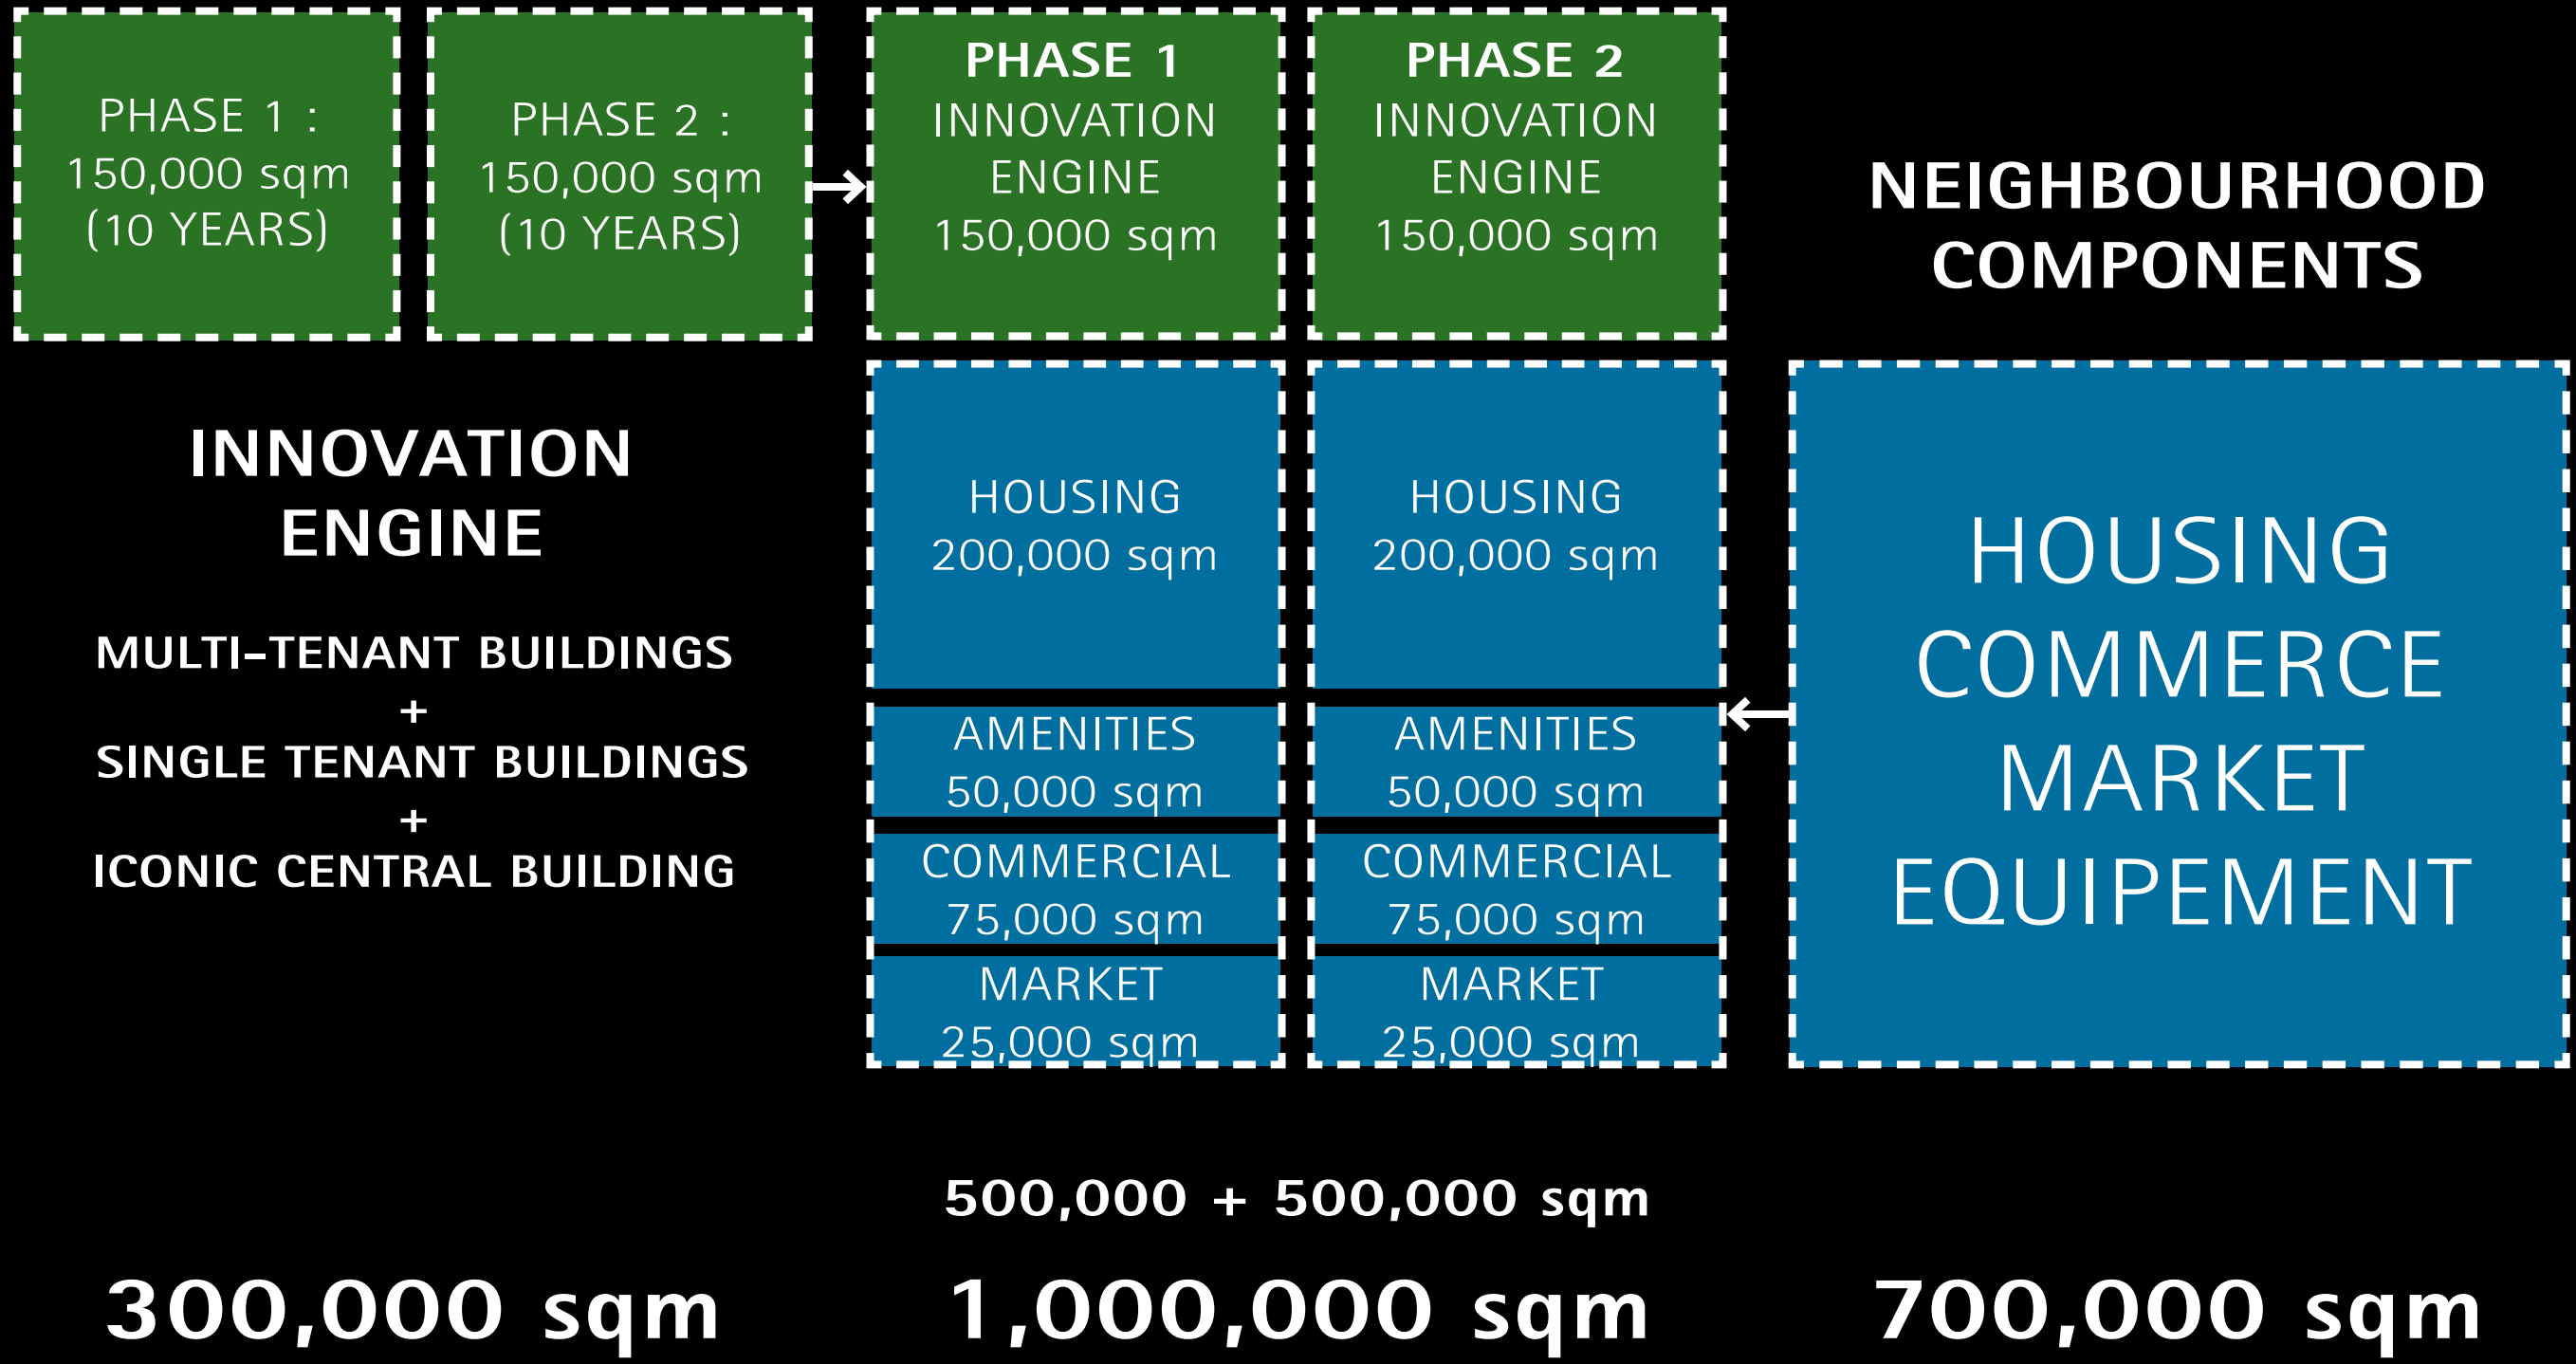 PHASE 1 :
150,000 sqm
(10 YEARS)
PHASE 2 :
150,000 sqm
(10 YEARS)
INNOVATION
ENGINE
MULTI-TENANT BUILDINGS
+
SINGLE TENANT BUILDINGS
+
ICONIC CENTRAL BUILDING
300,000 sqm
PHASE 1
INNOVATION
ENGINE
150,000 sqm
HOUSING
200,000 sqm
AMENITIES
50,000 sqm
COMMERCIAL
75,000 sqm
MARKET
25,000 sqm
PHASE 2
INNOVATION
ENGINE
150,000 sqm
HOUSING
200,000 sqm
AMENITIES
50,000 sqm
COMMERCIAL
75,000 sqm
MARKET
25,000 sqm
500,000 + 500,000 sqm
1,000,000 sqm
NEIGHBOURHOOD
COMPONENTS
HOUSING
COMMERCE
MARKET
EQUIPEMENT
700,000 sqm